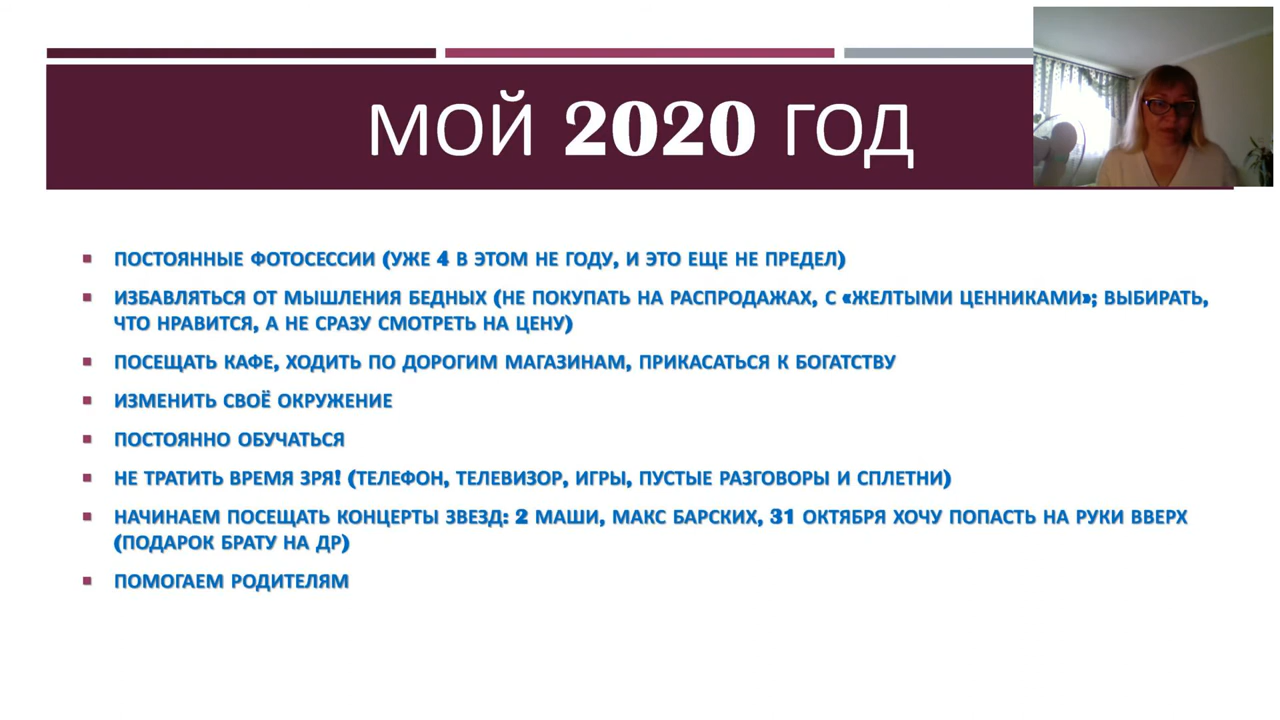 МОЙ 2020 ГОД
ПОСТОЯННЫЕ ФОТОСЕССИИ (УЖЕ 4 В ЭТОМ НЕ ГОДУ, И ЭТО ЕЩЕ НЕ ПРЕДЕЛ)
ИЗБАВЛЯТЬСЯ ОТ МЫШЛЕНИЯ БЕДНЫХ (НЕ ПОКУПАТЬ НА РАСПРОДАЖАХ, С «ЖЕЛТЫМИ ЦЕННИКАМИ»; ВЫБИРАТЬ,
ЧТО НРАВИТСЯ, А НЕ СРАЗУ СМОТРЕТЬ НА ЦЕНУ)
ПОСЕЩАТЬ КАФЕ, ХОДИТЬ ПО ДОРОГИМ МАГАЗИНАМ, ПРИКАСАТЬСЯ К БОГАТСТВУ
ИЗМЕНИТЬ СВОЁ ОКРУЖЕНИЕ
ПОСТОЯННО ОБУЧАТЬСЯ
НЕ ТРАТИТЬ ВРЕМЯ ЗРЯ! (ТЕЛЕФОН, ТЕЛЕВИЗОР, ИГРЫ, ПУСТЫЕ РАЗГОВОРЫ И СПЛЕТНИ)
НАЧИНАЕМ ПОСЕЩАТЬ КОНЦЕРТЫ ЗВЕЗД: 2 МАШИ, МАКС БАРСКИХ, 31 ОКТЯБРЯ ХОЧУ ПОПАСТЬ НА РУКИ ВВЕРХ
(ПОДАРОК БРАТУ НА ДР)
ПОМОГАЕМ РОДИТЕЛЯМ